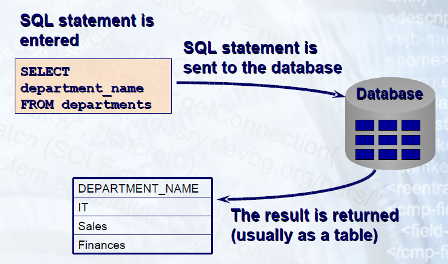 SQL statement is
entered
SQL statement is
sent to the database
SELECT
department_name
FROM departments
Database
DEPARTMENT_NAME
IT
Sales
Finances
The result is returned
(usually as a table)